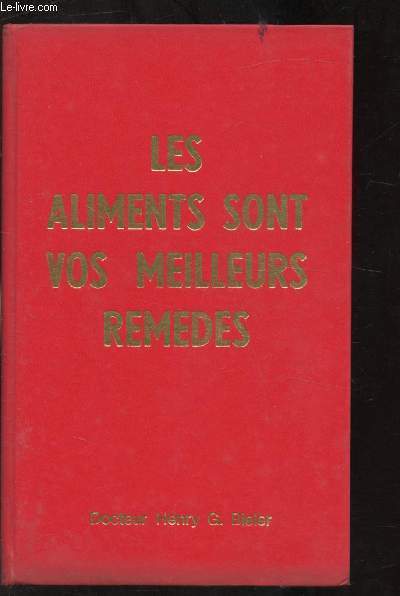 Le-livre.com
LES
ALIMENTS SONT
VOS MEILLEURS
REMEDES
Docteur Henry G. Bieler